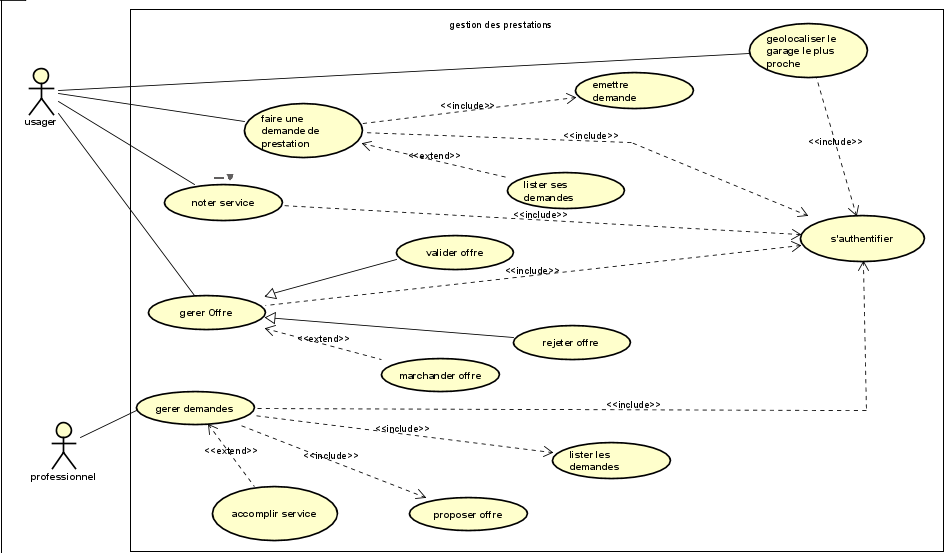 gestion des prestations
geolocaliser le
garage le plus
proche
usager
emettre
demande
<<include>>
faire une
demande de
prestation
<<include>>
<<include>>
<<extend>>
lister ses
demandes
noter service
<<include>>
s'authentifier
valider offre
<<include>>
gerer Offre
<<extend>>
rejeter offre
marchander offre
gerer demandes
<<include>>
<<include>>
<<extend>>
<<include>>
lister les
demandes
professionnel
accomplir service
proposer offre